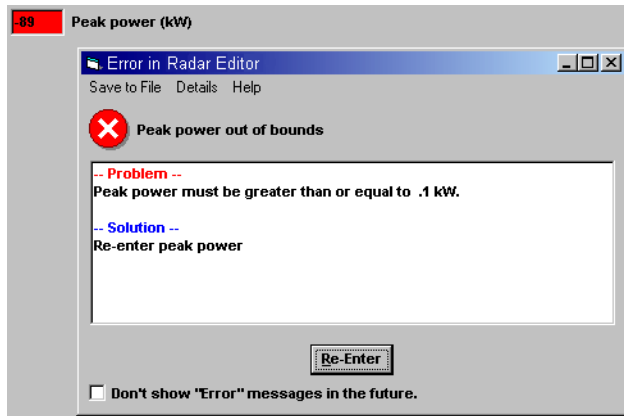 -89 Peak power (kW)
Error in Radar Editor
Save to File Details Help
Peak power out of bounds
-- Problem --
Peak power must be greater than or equal to .1 kW.
-- Solution --
Re-enter peak power
Re-Enter
Don't show "Error" messages in the future.